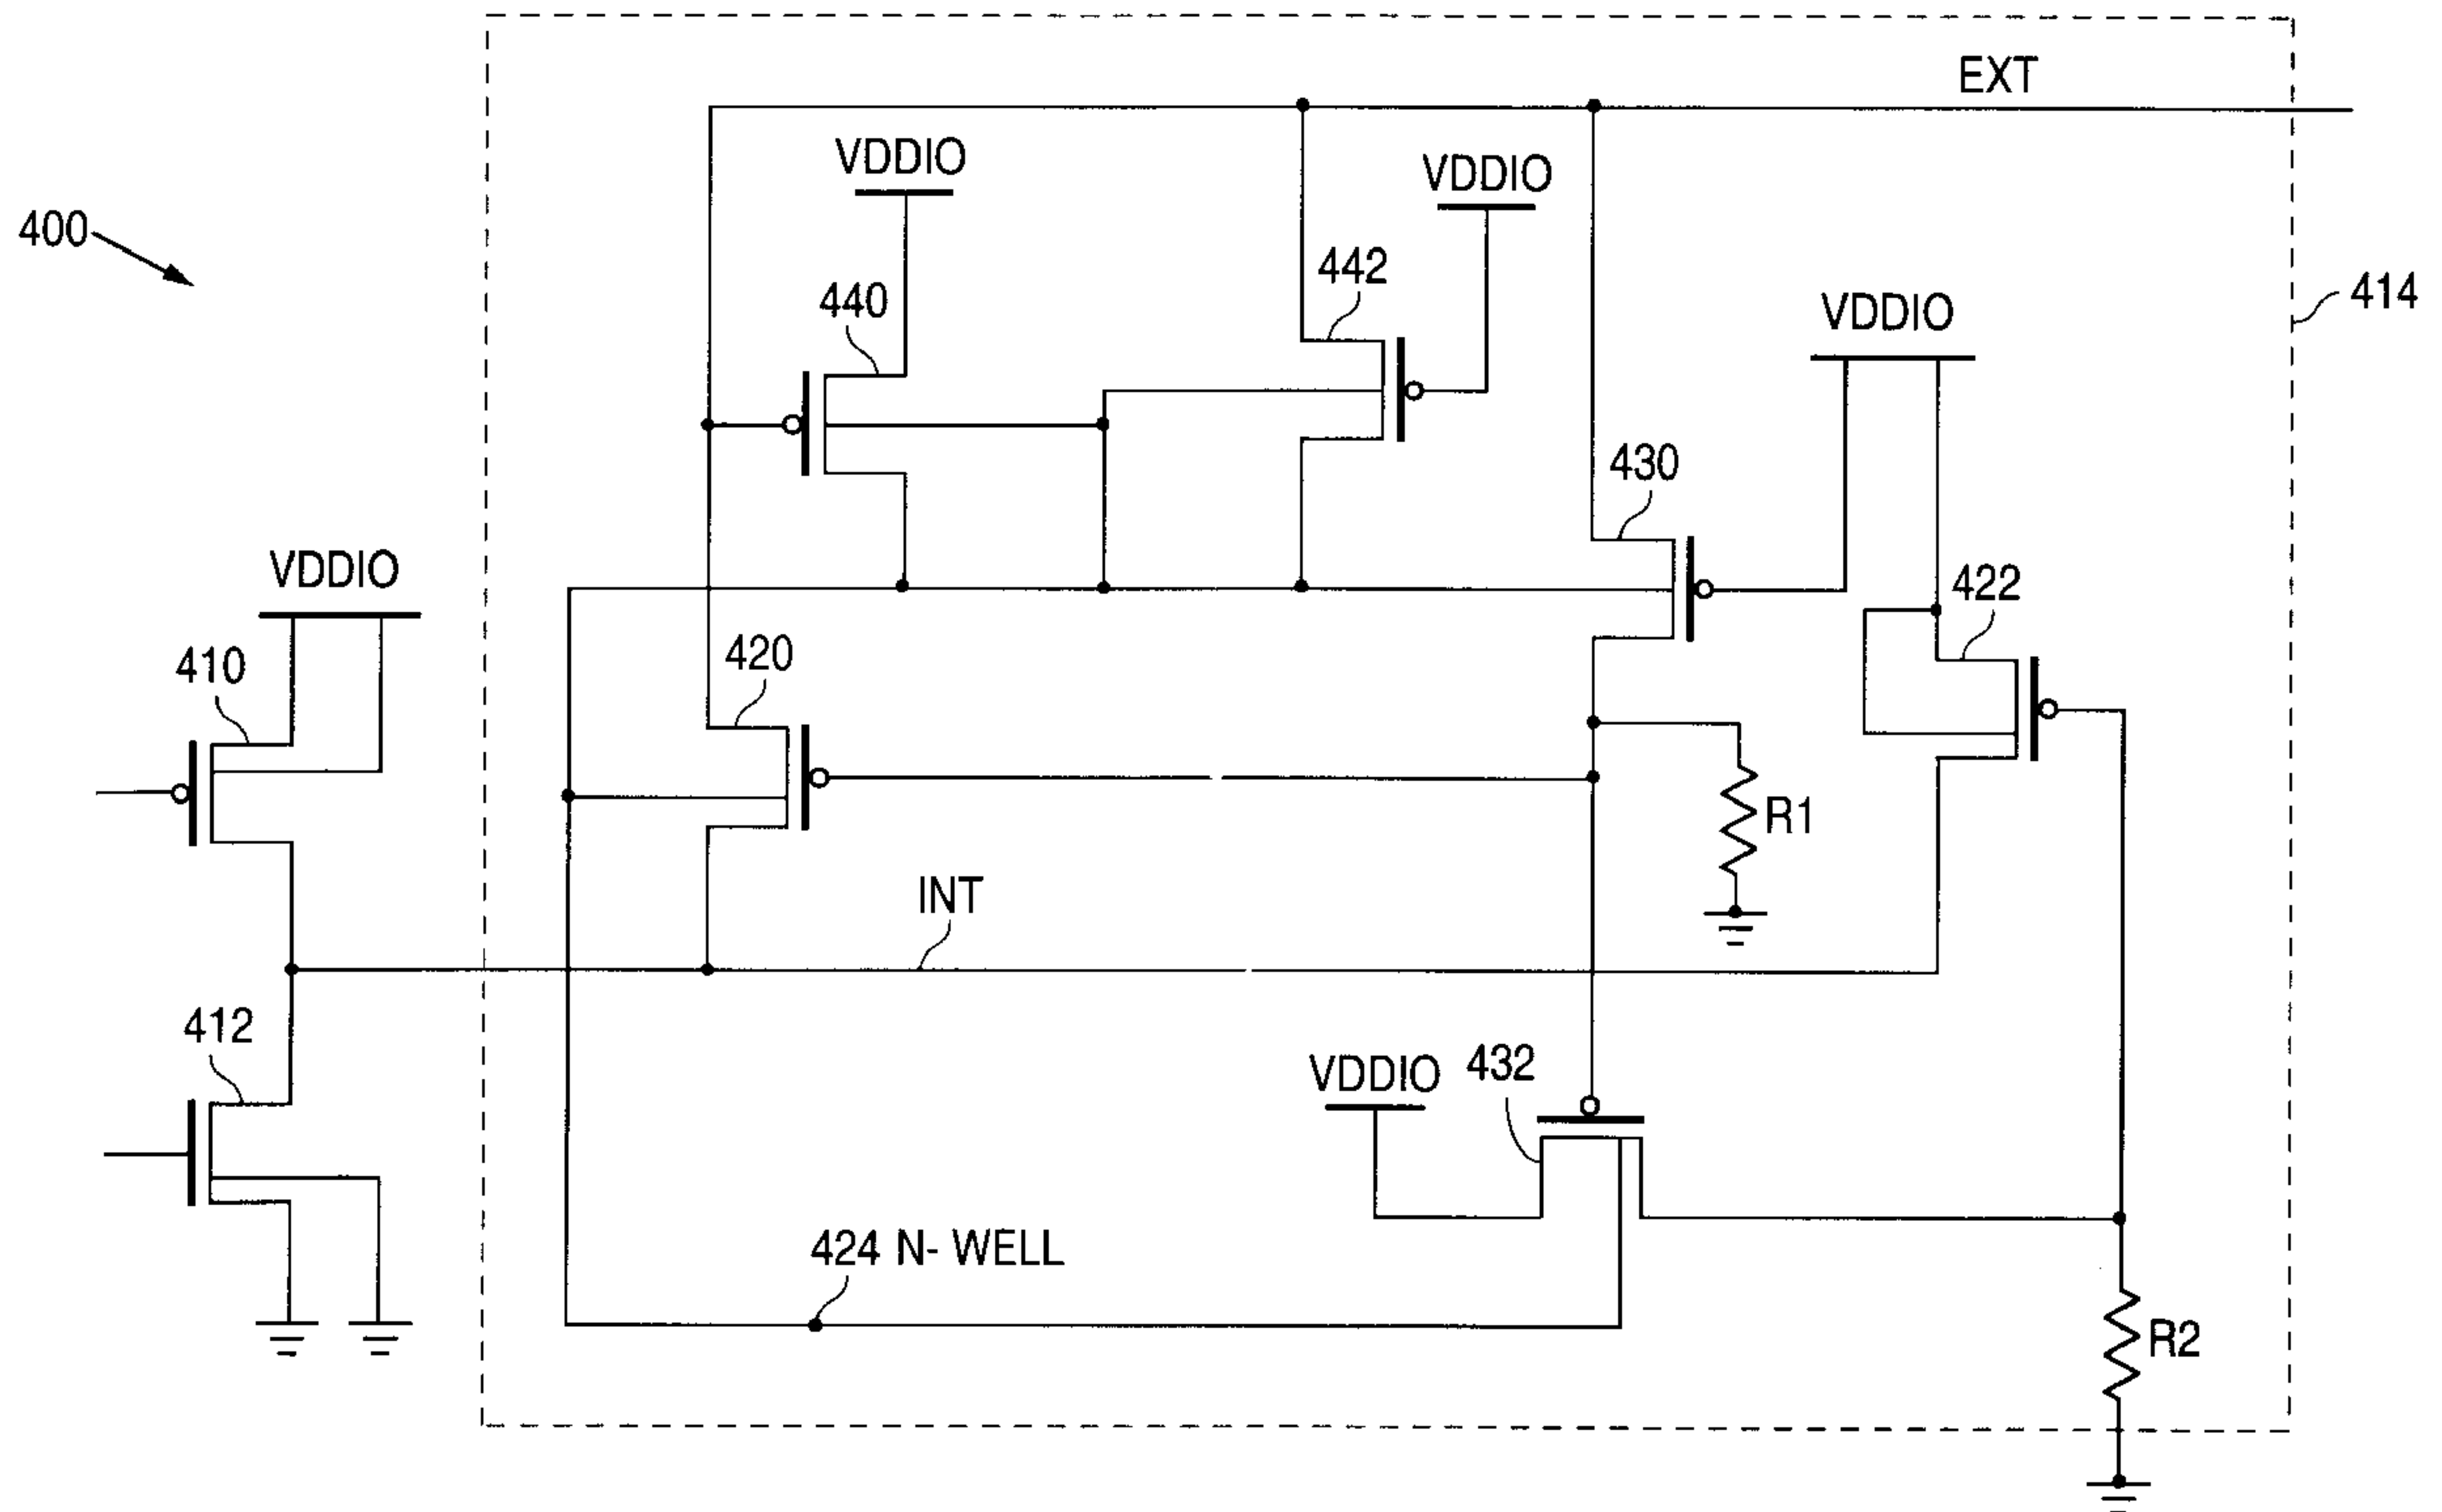 EXT
VDDIO
VDDIO
400
442
440
414
VDDIO
430
VDDIO
422
420
410
R1
INT
412
VDDIO
432
424 N- WELL
R2